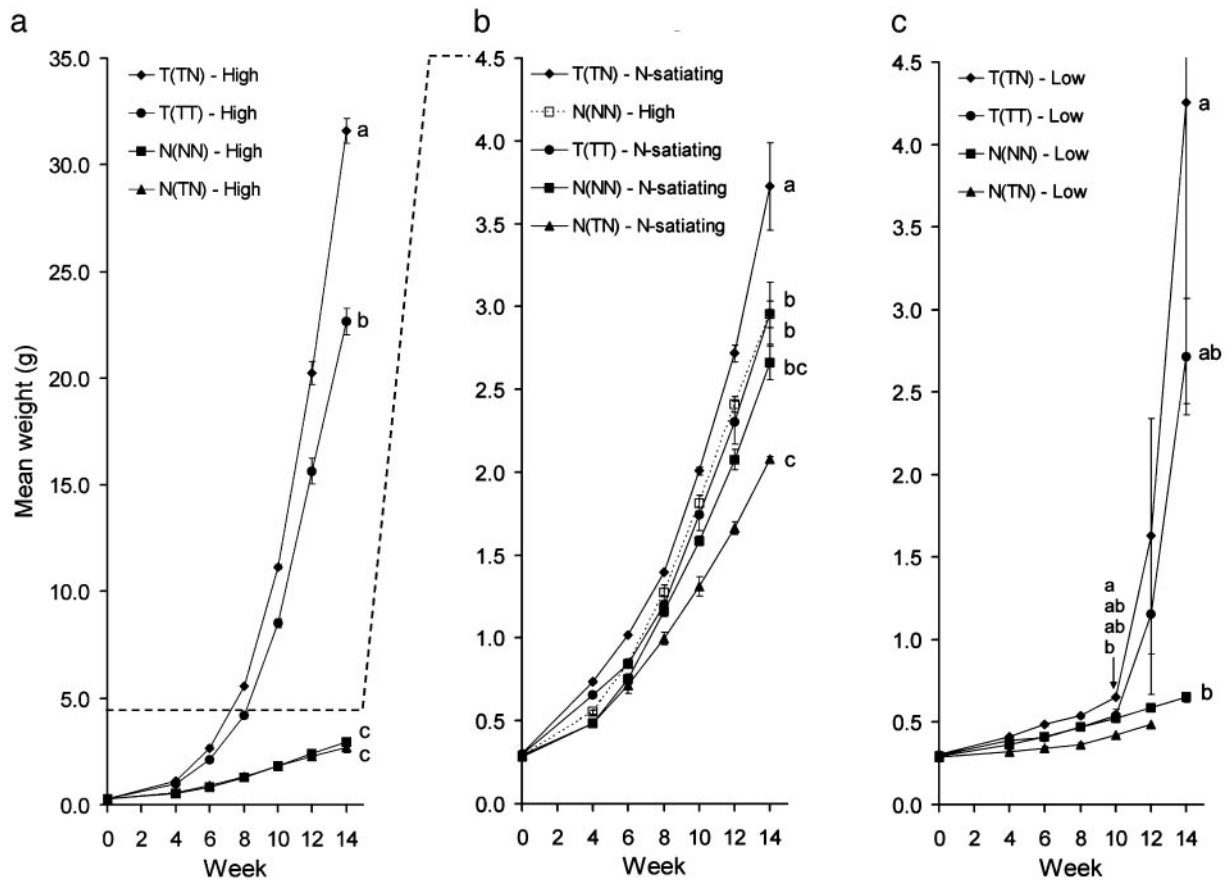 a
35.0
30.0
25.0
20.0
15.0
10.0
5.0
0.0
T(TN) - High
T(TT) - High
N(NN) - High
N(TN) - High
a
b
c
c
0 2 4 6 8 10 12 14
Week
Mean weight (g)
b
4.5
4.0
3.5
3.0
2.5
2.0
1.5
1.0
0.5
0.0
T(TN) - N-satiating
N(NN) - High
T(TT) - N-satiating
N(NN) - N-satiating
N(TN) - N-satiating
a
b
b
bc
c
0 2 4 6 8 10 12 14
Week
c
4.5
4.0
3.5
3.0
2.5
2.0
1.5
1.0
0.5
0.0
T(TN) - Low
T(TT) - Low
N(NN) - Low
N(TN) - Low
a
ab
a
ab
ab
b
b
0 2 4 6 8 10 12 14
Week